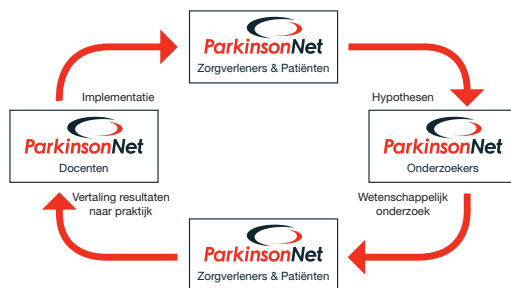 ParkinsonNet
Zorgverleners & Patiënten
Implementatie
Hypothesen
ParkinsonNet
Docenten
ParkinsonNet
Onderzoekers
Vertaling resultaten
naar praktijk
Wetenschappelijk
onderzoek
ParkinsonNet
Zorgverleners & Patiënten